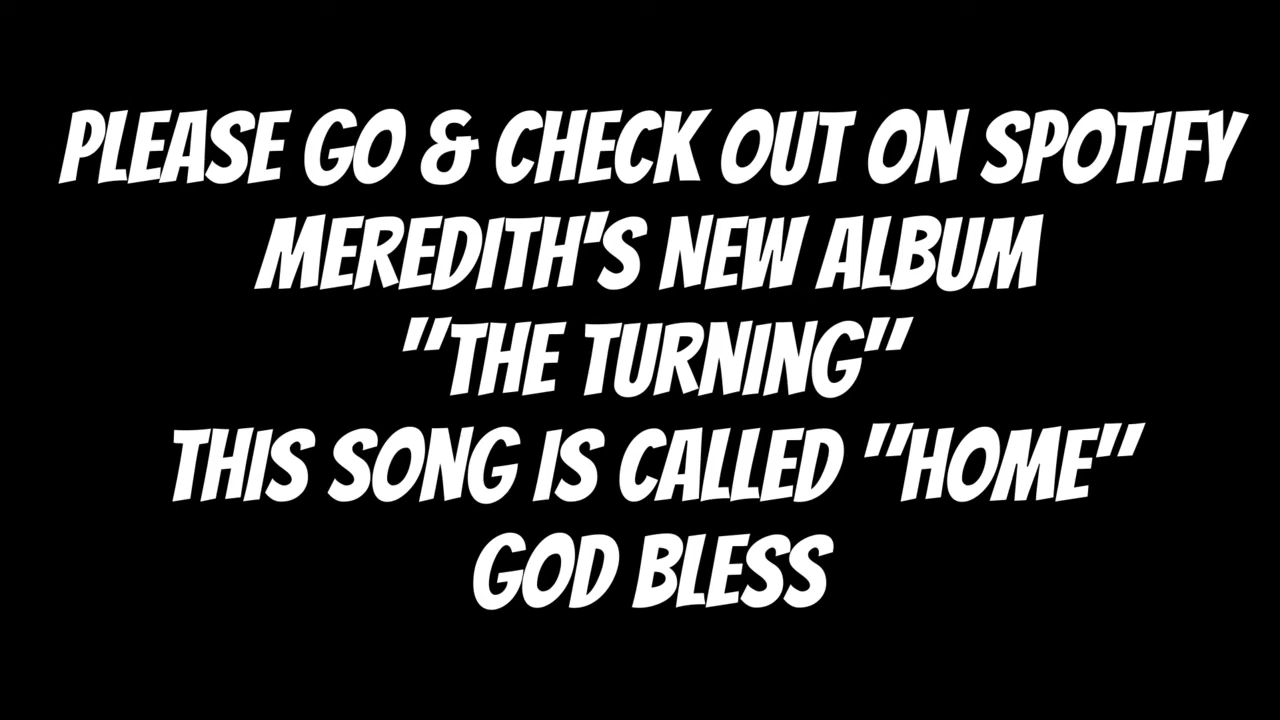 PLEASE GO & CHECK OUT ON SPOTIFY
MEREDITH'S NEW ALBUM
"THE TURNING"
THIS SONG IS CALLED "HOME"
GOD BLESS